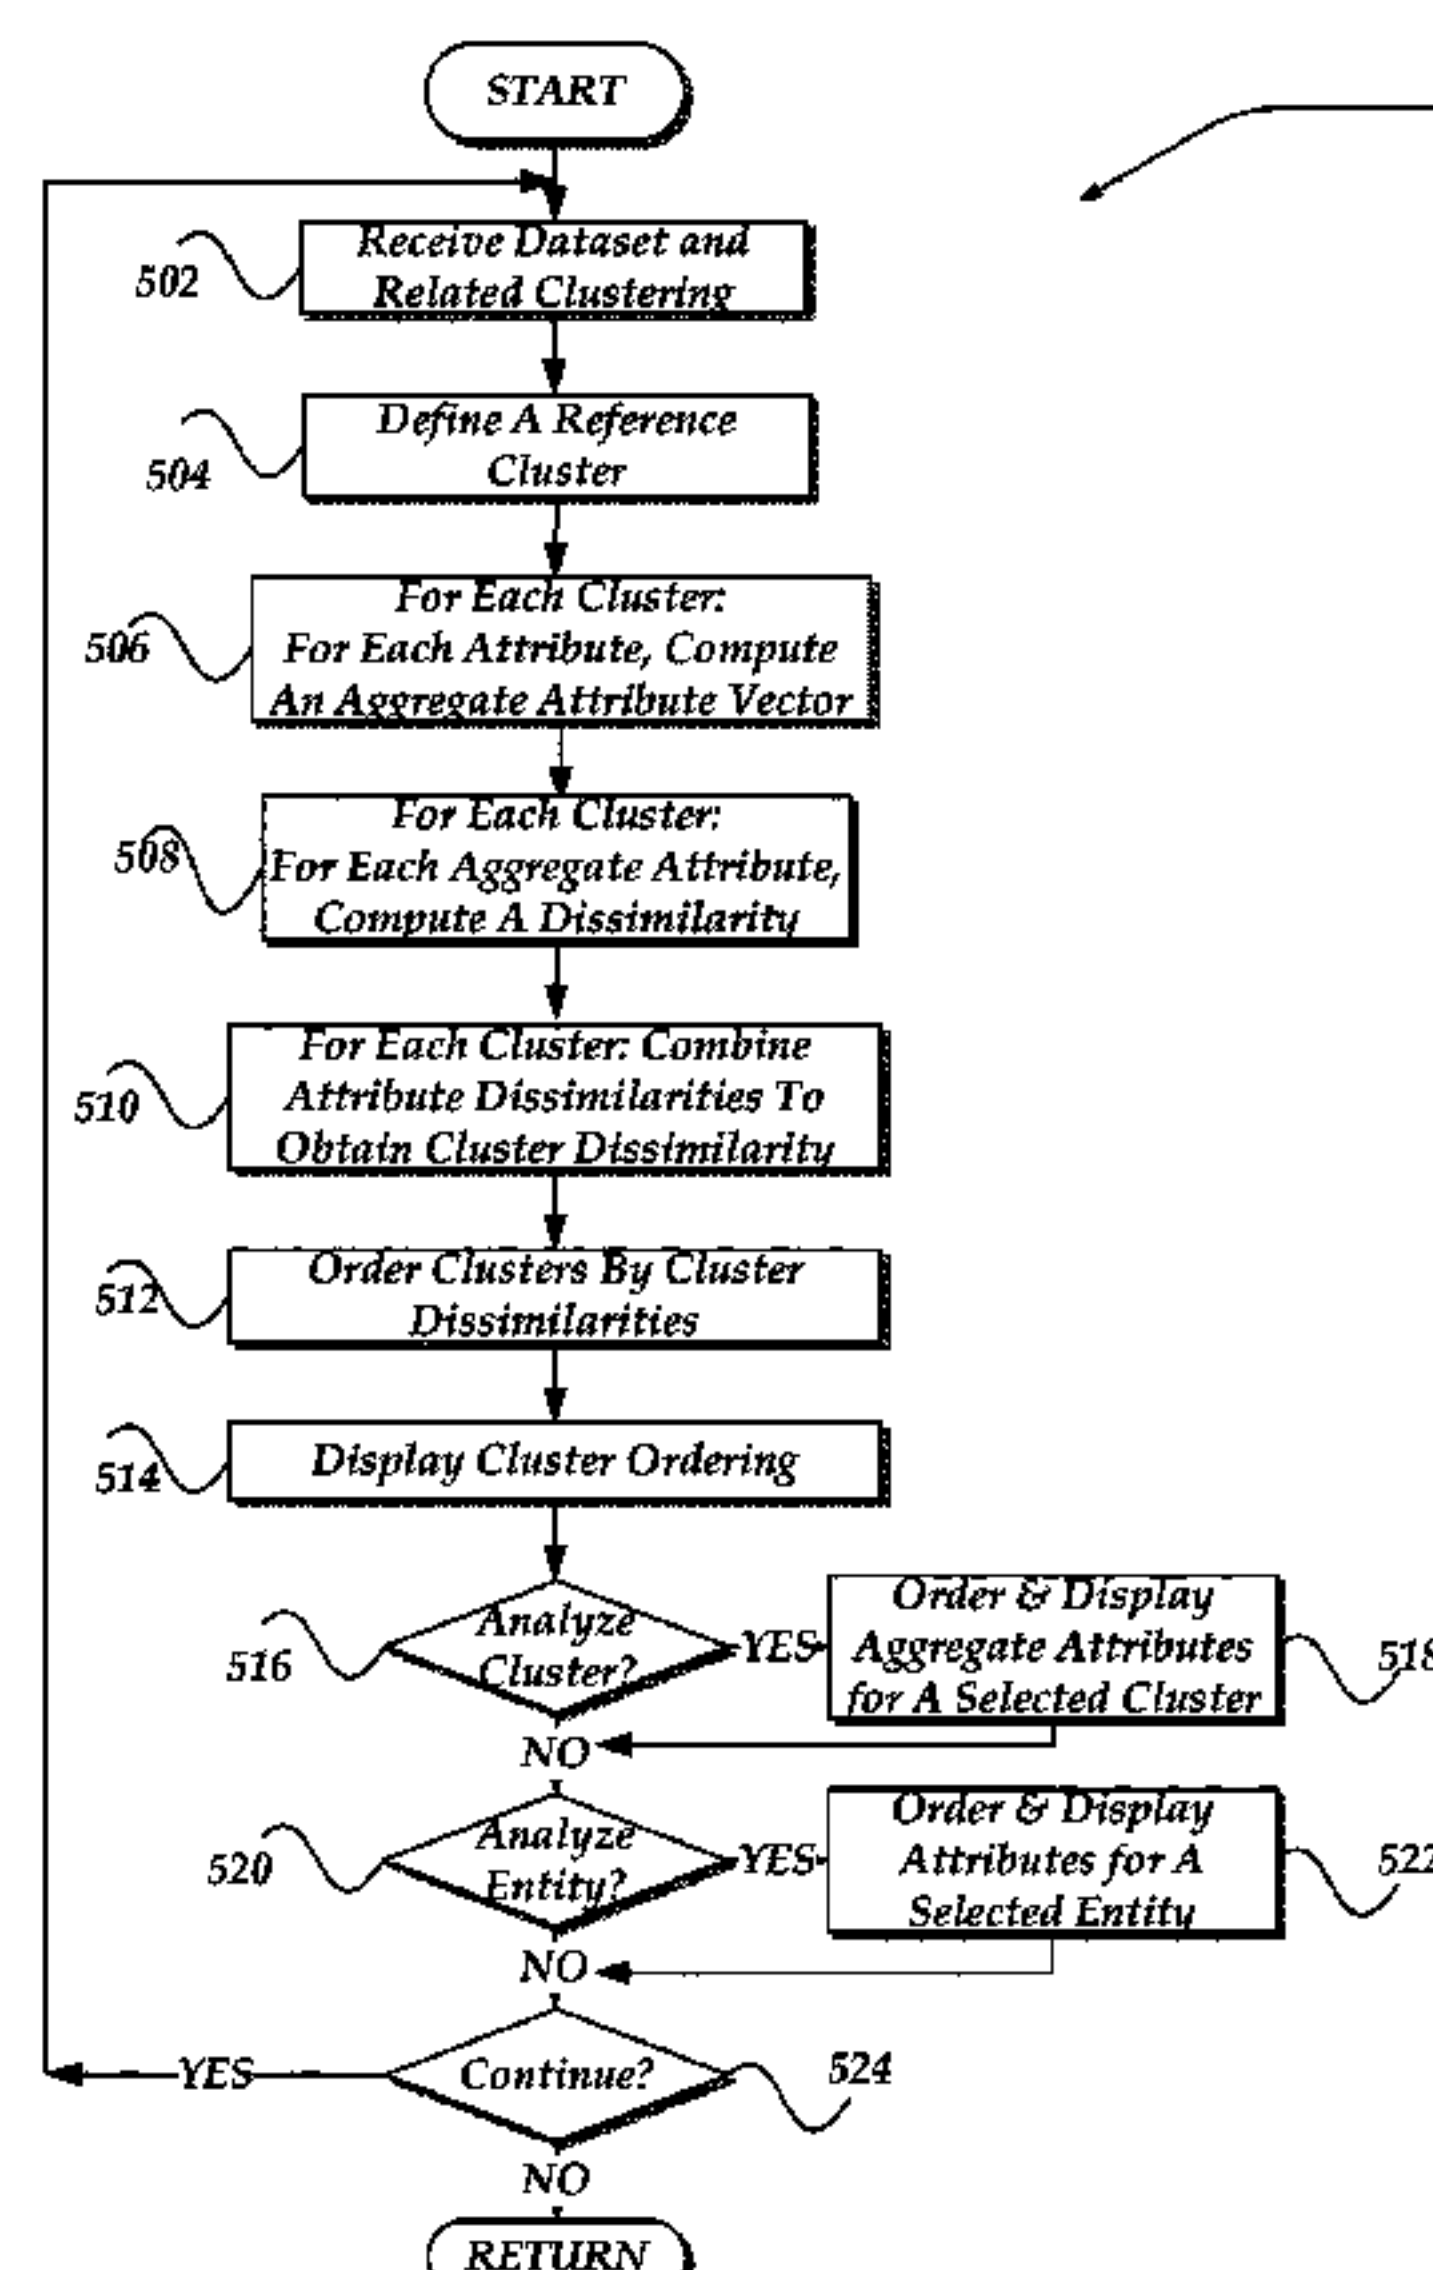 START
502
Receive Dataset and
Related Clustering
504
Define A Reference
Cluster
506
For Each Cluster:
For Each Attribute, Compute
An Aggregate Attribute Vector
508
For Each Cluster:
For Each Aggregate Attribute,
Compute A Dissimilarity
510
For Each Cluster: Combine
Attribute Dissimilarities To
Obtain Cluster Dissimilarity
512
Order Clusters By Cluster
Dissimilarities
514
Display Cluster Ordering
516
Analyze
Cluster?
YES
Order & Display
Aggregate Attributes
for A Selected Cluster
518
NO
520
Analyze
Entity?
YES
Order & Display
Attributes for A
Selected Entity
522
NO
Continue?
524
YES
NO
RETURN